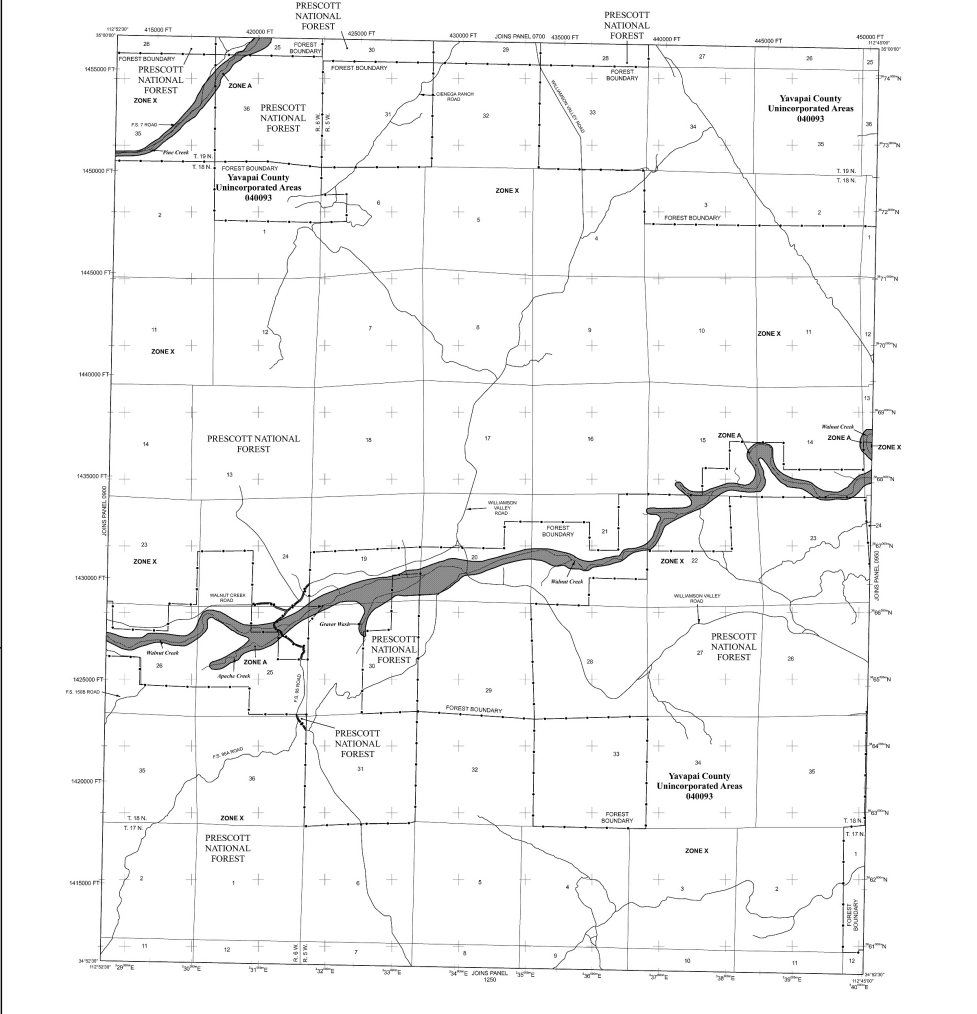 PRESCOTT
NATIONAL
FOREST
PRESCOTT
NATIONAL
FOREST
112°52'30"
35°00'00"
415000 FT
420000 FT
425000 FT
430000 FT
JOINS PANEL 0700
435000 FT
440000 FT
445000 FT
450000 FT
112°45'00"
35°00'00"
26
25
FOREST
BOUNDARY
30
29
28
27
26
25
FOREST BOUNDARY
FOREST BOUNDARY
FOREST
BOUNDARY
1455000 FT
PRESCOTT
NATIONAL
FOREST
ZONE A
ZONE X
CIENEGA RANCH
ROAD
WILLIAMSON VALLEY ROAD
Yavapai County
Unincorporated Areas
040093
36
PRESCOTT
NATIONAL
FOREST
R. 6 W.
R. 5 W.
31
32
33
34
36
F.S. 7 ROAD
35
35
Pine Creek
T. 19 N.
T. 18 N.
FOREST BOUNDARY
T. 19 N.
T. 18 N.
1450000 FT
Yavapai County
Unincorporated Areas
040093
ZONE X
2
1
6
5
4
3
2
1
FOREST BOUNDARY
1445000 FT
11
12
7
8
9
10
11
12
ZONE X
ZONE X
1440000 FT
13
14
PRESCOTT NATIONAL
FOREST
18
17
16
15
14
ZONE A
Walnut Creek
ZONE A
ZONE X
13
1435000 FT
JOINS PANEL 0900
WILLIAMSON
VALLEY
ROAD
FOREST
BOUNDARY
21
24
23
23
ZONE X
24
19
20
ZONE X
22
JOINS PANEL 0950
1430000 FT
Walnut Creek
WALNUT CREEK
ROAD
WILLIAMSON VALLEY
ROAD
Graver Wash
PRESCOTT
NATIONAL
FOREST
PRESCOTT
NATIONAL
FOREST
Walnut Creek
26
ZONE A
25
Apache Creek
30
29
28
27
26
1425000 FT
F.S. 150B ROAD
F.S. 95 ROAD
FOREST BOUNDARY
PRESCOTT
NATIONAL
FOREST
F.S. 95A ROAD
35
36
31
32
33
34
35
1420000 FT
Yavapai County
Unincorporated Areas
040093
FOREST
BOUNDARY
T. 18 N.
T. 17 N.
ZONE X
T. 18 N.
T. 17 N.
PRESCOTT
NATIONAL
FOREST
ZONE X
1415000 FT
2
1
6
5
4
3
2
1
FOREST
BOUNDARY
11
12
R. 6 W.
R. 5 W.
7
8
9
10
11
12
34°52'30"
112°52'30"
JOINS PANEL
1250
34°52'30"
112°45'00"